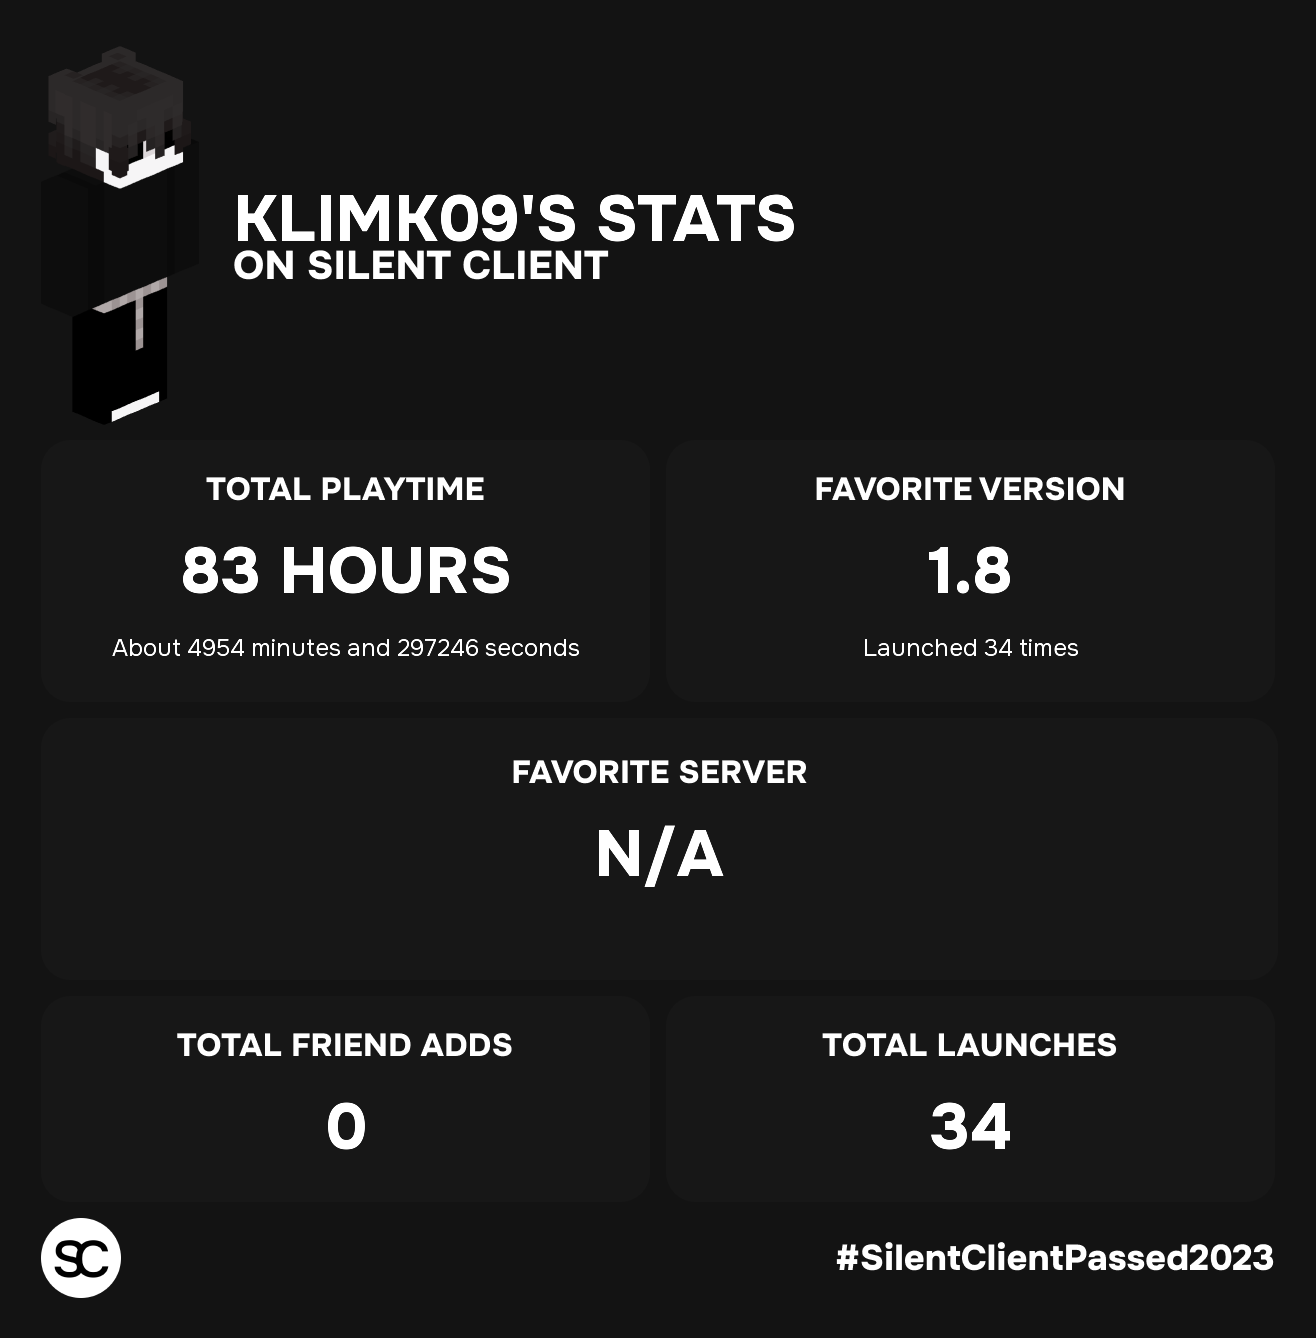 KLIMK09'S STATS
ON SILENT CLIENT
TOTAL PLAYTIME
83 HOURS
About 4954 minutes and 297246 seconds
FAVORITE VERSION
1.8
Launched 34 times
FAVORITE SERVER
N/A
TOTAL FRIEND ADDS
0
TOTAL LAUNCHES
34
SC
#SilentClientPassed2023